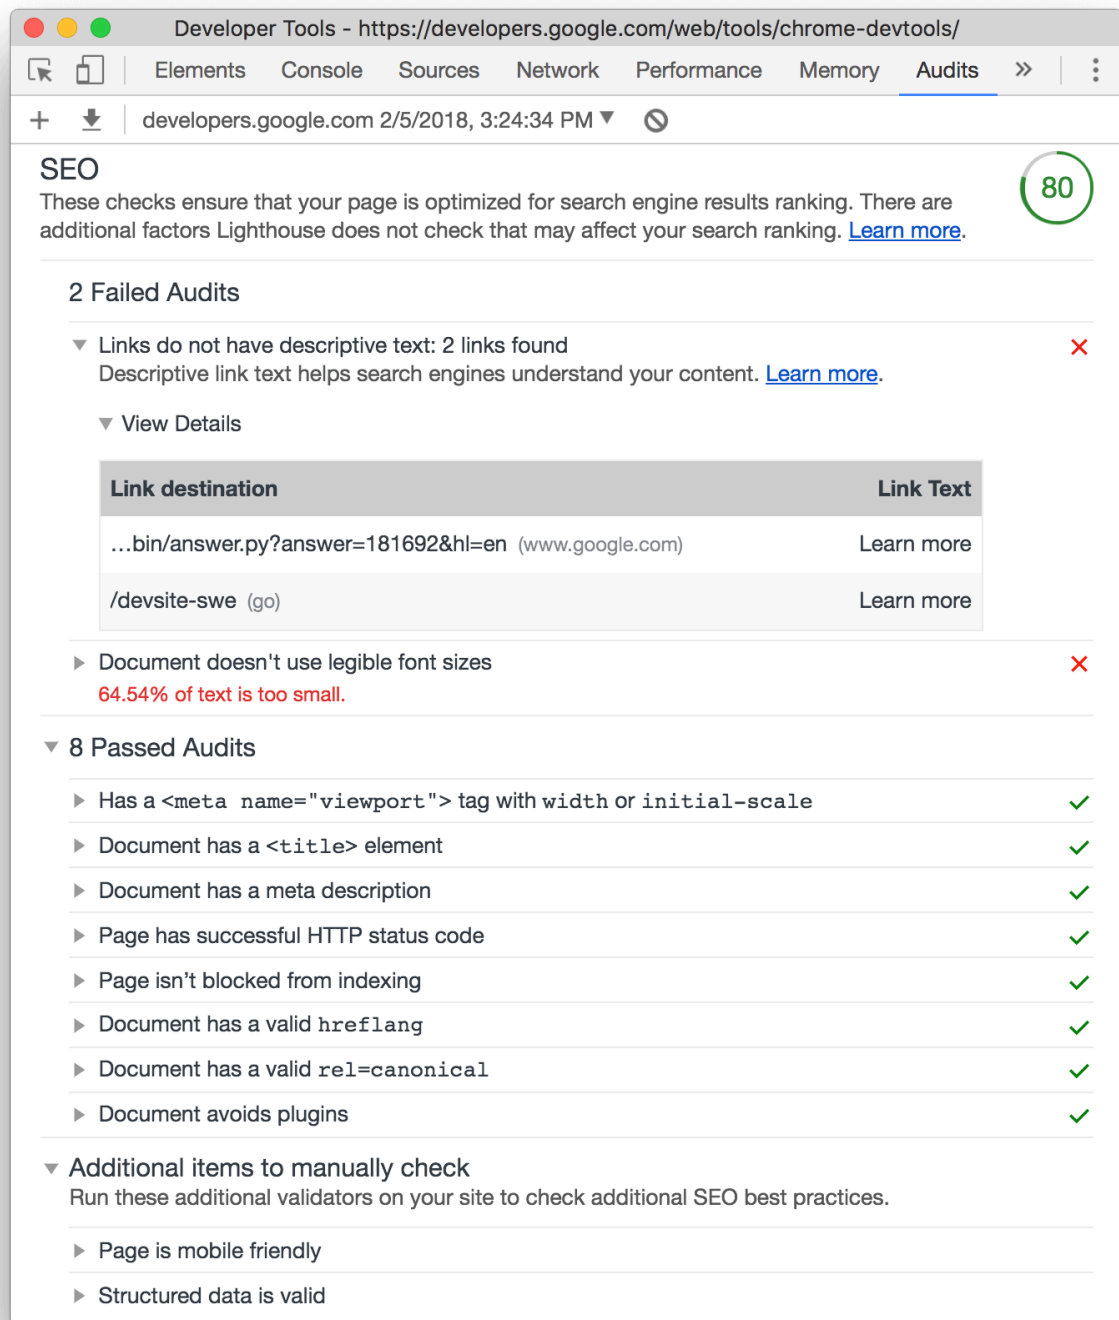 Developer Tools - https://developers.google.com/web/tools/chrome-devtools/
Elements Console Sources Network Performance Memory Audits »
developers.google.com 2/5/2018, 3:24:34 PM
SEO
80
These checks ensure that your page is optimized for search engine results ranking. There are
additional factors Lighthouse does not check that may affect your search ranking. Learn more.
2 Failed Audits
Links do not have descriptive text: 2 links found
Descriptive link text helps search engines understand your content. Learn more.
View Details
Link destination Link Text
…bin/answer.py?answer=181692&hl=en (www.google.com) Learn more
/devsite-swe (go) Learn more
Document doesn't use legible font sizes
64.54% of text is too small.
8 Passed Audits
Has a <meta name="viewport"> tag with width or initial-scale
Document has a <title> element
Document has a meta description
Page has successful HTTP status code
Page isn’t blocked from indexing
Document has a valid hreflang
Document has a valid rel=canonical
Document avoids plugins
Additional items to manually check
Run these additional validators on your site to check additional SEO best practices.
Page is mobile friendly
Structured data is valid